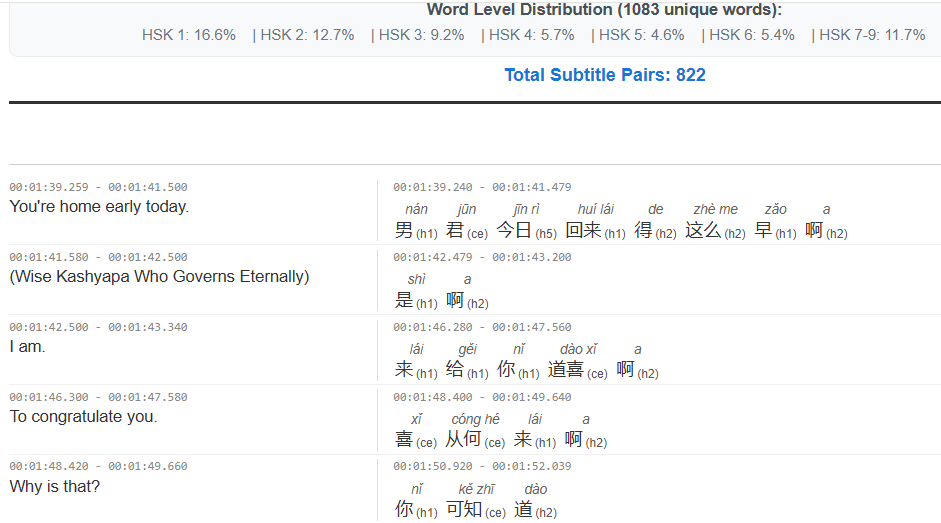 Word Level Distribution (1083 unique words):
HSK 1: 16.6% | HSK 2: 12.7% | HSK 3: 9.2% | HSK 4: 5.7% | HSK 5: 4.6% | HSK 6: 5.4% | HSK 7-9: 11.7%
Total Subtitle Pairs: 822
00:01:39.259 - 00:01:41.500
You're home early today.
00:01:39.240 - 00:01:41.479
nán jūn jīn rì huí lái de zhè me zǎo a
男 (h1) 君 (ce) 今日 (h5) 回来 (h1) 得 (h2) 这么 (h2) 早 (h1) 啊 (h2)
00:01:41.580 - 00:01:42.500
(Wise Kashyapa Who Governs Eternally)
00:01:42.479 - 00:01:43.200
shì a
是 (h1) 啊 (h2)
00:01:42.500 - 00:01:43.340
I am.
00:01:46.280 - 00:01:47.560
lái gěi nǐ dào xǐ a
来 (h1) 给 (h1) 你 (h1) 道喜 (ce) 啊 (h2)
00:01:46.300 - 00:01:47.580
To congratulate you.
00:01:48.400 - 00:01:49.640
xǐ cóng hé lái a
喜 (ce) 从何 (ce) 来 (h1) 啊 (h2)
00:01:48.420 - 00:01:49.660
Why is that?
00:01:50.920 - 00:01:52.039
nǐ kě zhī dào
你 (h1) 可知 (ce) 道 (h2)